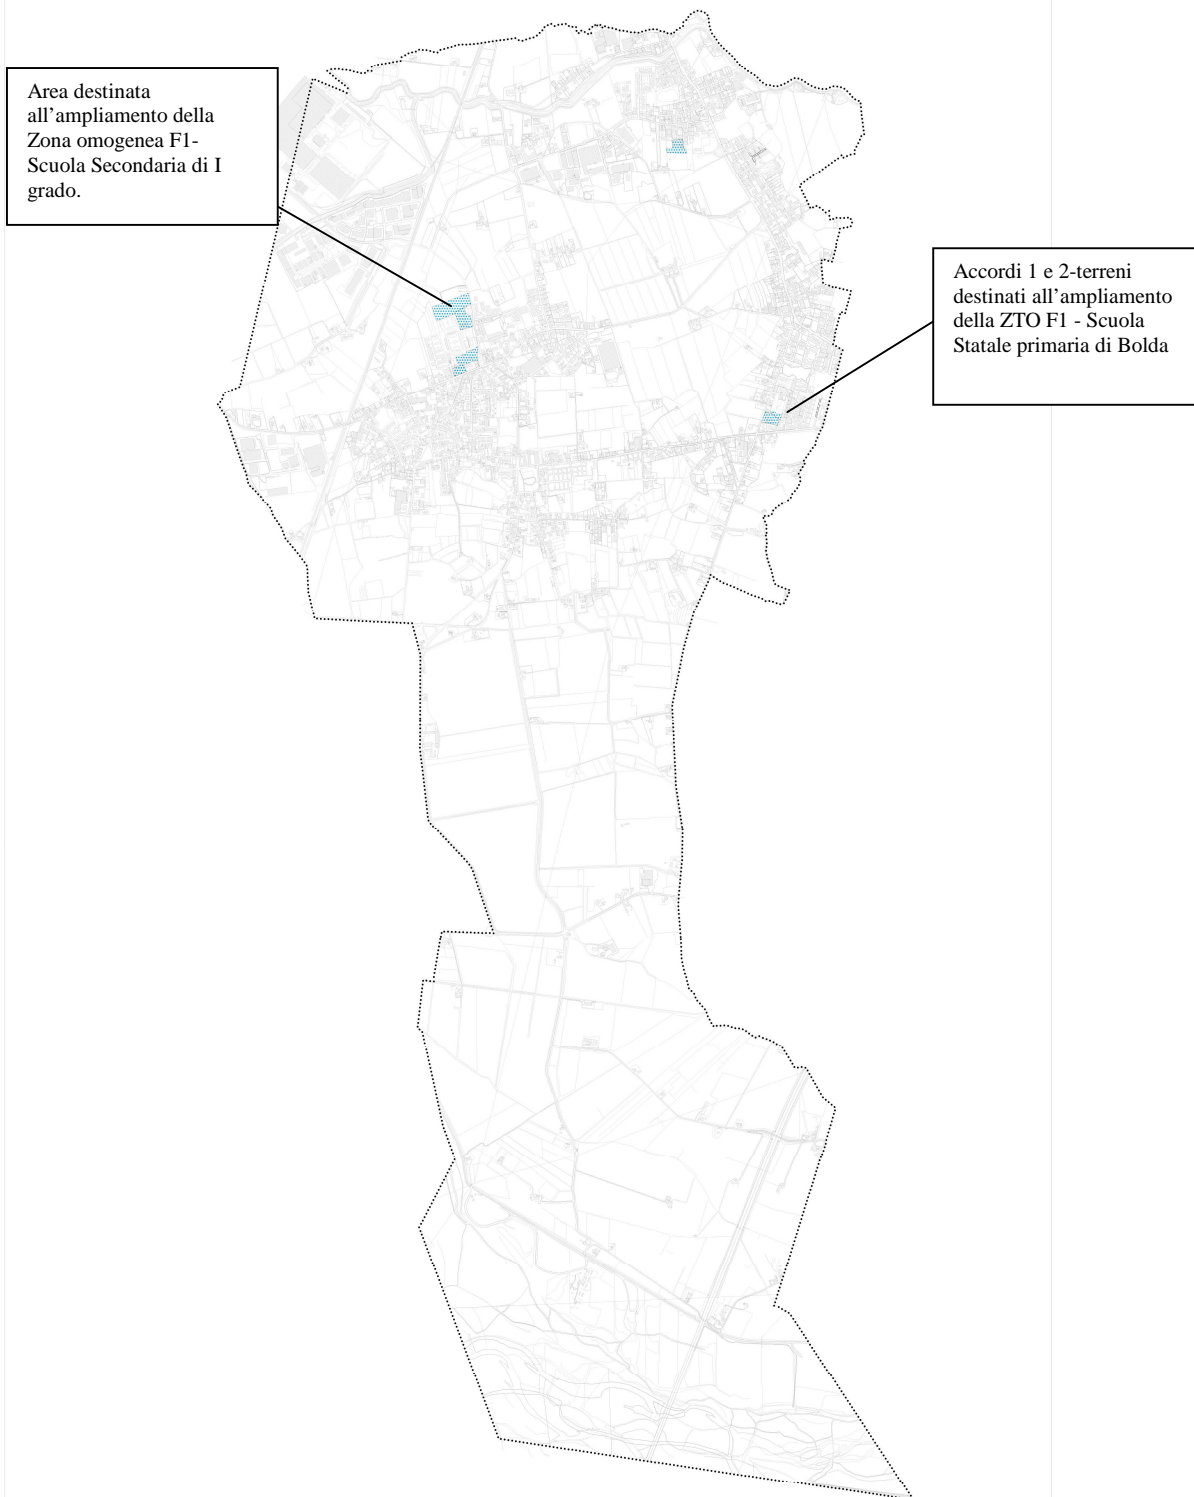 Area destinata
all'ampliamento della
Zona omogenea F1-
Scuola Secondaria di I
grado.
Accordi 1 e 2-terreni
destinati all'ampliamento
della ZTO F1 - Scuola
Statale primaria di Bolda